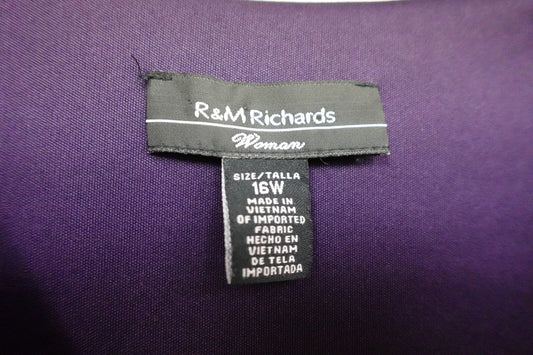 R&M Richards
Woman
SIZE/TALLA
16W
MADE IN
VIETNAM
OF IMPORTED
FABRIC
HECHO EN
VIETNAM
DE TELA
IMPORTADA